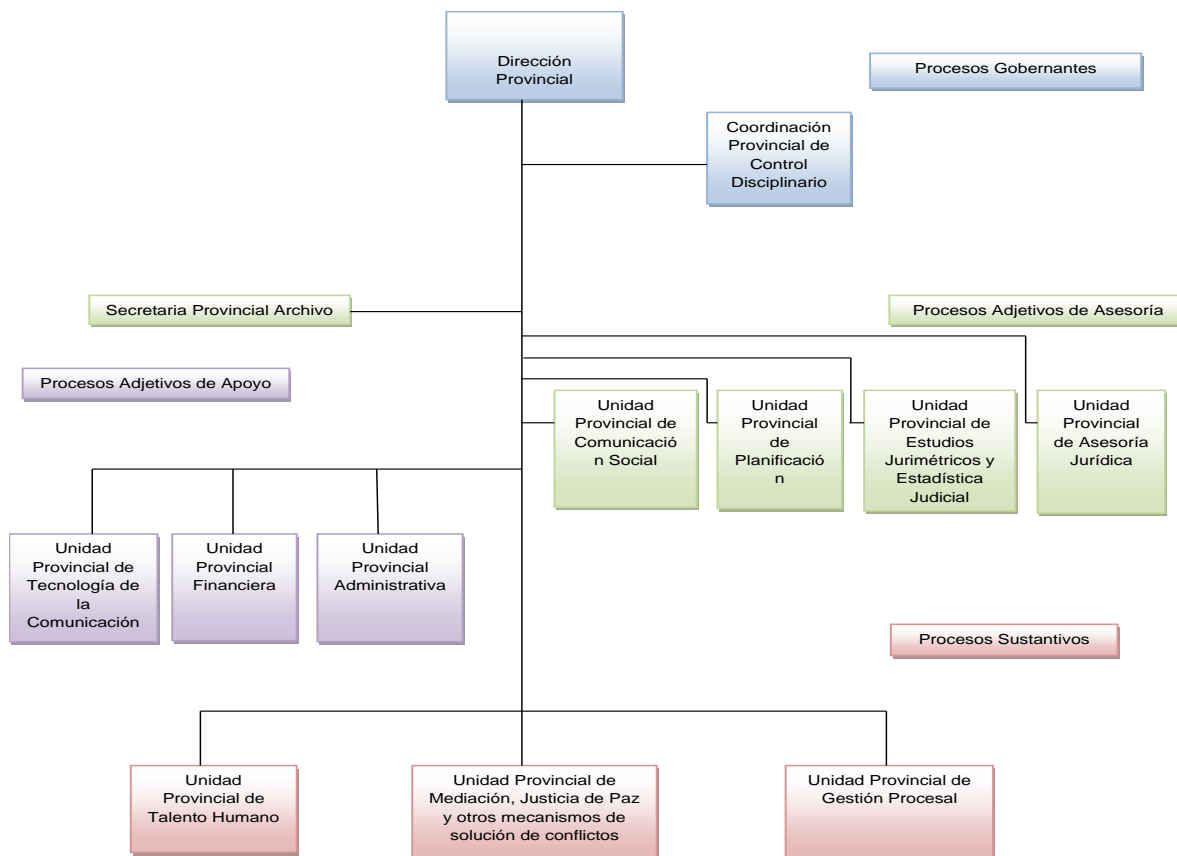 Dirección
Provincial
Procesos Gobernantes
Coordinación
Provincial de
Control
Disciplinario
Secretaria Provincial Archivo
Procesos Adjetivos de Asesoría
Procesos Adjetivos de Apoyo
Unidad
Provincial de
Comunicació
n Social
Unidad
Provincial
de
Planificació
n
Unidad
Provincial de
Estudios
Jurimétricos y
Estadística
Judicial
Unidad
Provincial
de Asesoría
Jurídica
Unidad
Provincial de
Tecnología de
la
Comunicación
Unidad
Provincial
Financiera
Unidad
Provincial
Administrativa
Procesos Sustantivos
Unidad
Provincial de
Talento Humano
Unidad Provincial de
Mediación, Justicia de Paz
y otros mecanismos de
solución de conflictos
Unidad Provincial de
Gestión Procesal